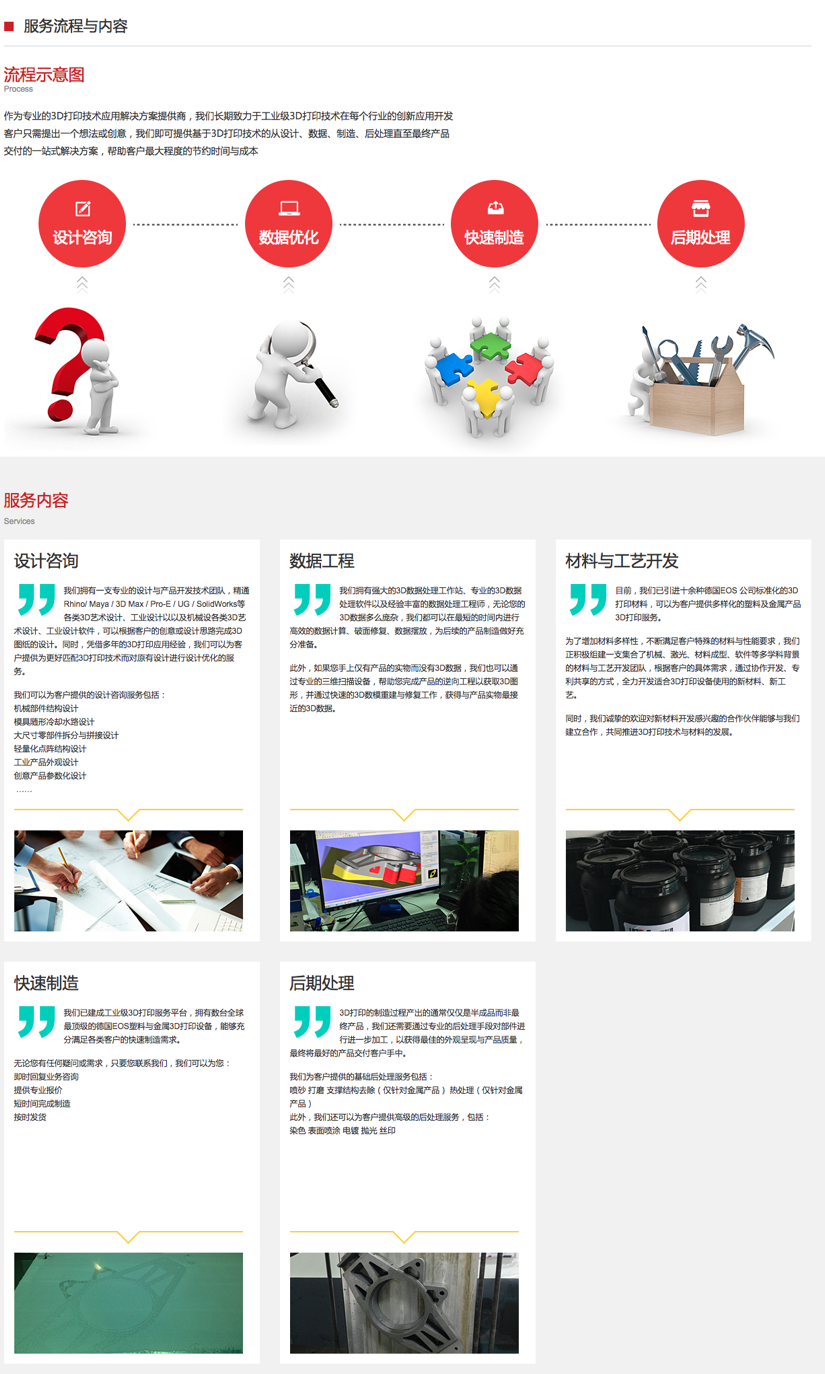 服务流程与内容
流程示意图
Process
作为专业的3D打印技术应用解决方案提供商，我们长期致力于工业级3D打印技术在每个行业的创新应用开发
客户只需提出一个想法或创意，我们即可提供基于3D打印技术的从设计、数据、制造、后处理直至最终产品
交付的一站式解决方案，帮助客户最大程度的节约时间与成本
设计咨询
数据优化
快速制造
后期处理
服务内容
Services
设计咨询
我们拥有一支专业的设计与产品开发技术团队，精通
Rhino/ Maya / 3D Max / Pro-E / UG / SolidWorks等
各类3D艺术设计、工业设计以以及机械设各类3D艺
术设计、工业设计软件，可以根据客户的创意或设计思路完成3D
图纸的设计。同时，凭借多年的3D打印应用经验，我们可以为客
户提供为更好匹配3D打印技术而对原有设计进行设计优化的服
务。
我们可以为客户提供的设计咨询服务包括：
机械部件结构设计
模具随形冷却水路设计
大尺寸零部件拆分与拼接设计
轻量化点阵结构设计
工业产品外观设计
创意产品参数化设计
……
数据工程
我们拥有强大的3D数据处理工作站、专业的3D数据
处理软件以及经验丰富的数据处理工程师，无论您的
3D数据多么庞杂，我们都可以在最短的时间内进行
高效的数据计算、破面修复、数据摆放，为后续的产品制造做好充
分准备。
此外，如果您手上仅有产品的实物而没有3D数据，我们也可以通
过专业的三维扫描设备，帮助您完成产品的逆向工程以获取3D图
形，并通过快速的3D数模重建与修复工作，获得与产品实物最接
近的3D数据。
材料与工艺开发
目前，我们已引进十余种德国EOS 公司标准化的3D
打印材料，可以为客户提供多样化的塑料及金属产品
3D打印服务。
为了增加材料多样性，不断满足客户特殊的材料与性能要求，我们
正积极组建一支集合了机械、激光、材料成型、软件等多学科背景
的材料与工艺开发团队，根据客户的具体需求，通过协作开发、专
利共享的方式，全力开发适合3D打印设备使用的新材料、新工
艺。
同时，我们诚挚的欢迎对新材料开发感兴趣的合作伙伴能够与我们
建立合作，共同推进3D打印技术与材料的发展。
快速制造
我们已建成工业级3D打印服务平台，拥有数台全球
最顶级的德国EOS塑料与金属3D打印设备，能够充
分满足各类客户的快速制造需求。
无论您有任何疑问或需求，只要您联系我们，我们可以为您：
即时回复业务咨询
提供专业报价
短时间完成制造
按时发货
后期处理
3D打印的制造过程产出的通常仅仅是半成品而非最
终产品，我们还需要通过专业的后处理手段对部件进
行进一步加工，以获得最佳的外观呈现与产品质量，
最终将最好的产品交付客户手中。
我们为客户提供的基础后处理服务包括：
喷砂 打磨 支撑结构去除（仅针对金属产品） 热处理（仅针对金属
产品）
此外，我们还可以为客户提供高级的后处理服务，包括：
染色 表面喷涂 电镀 抛光 丝印